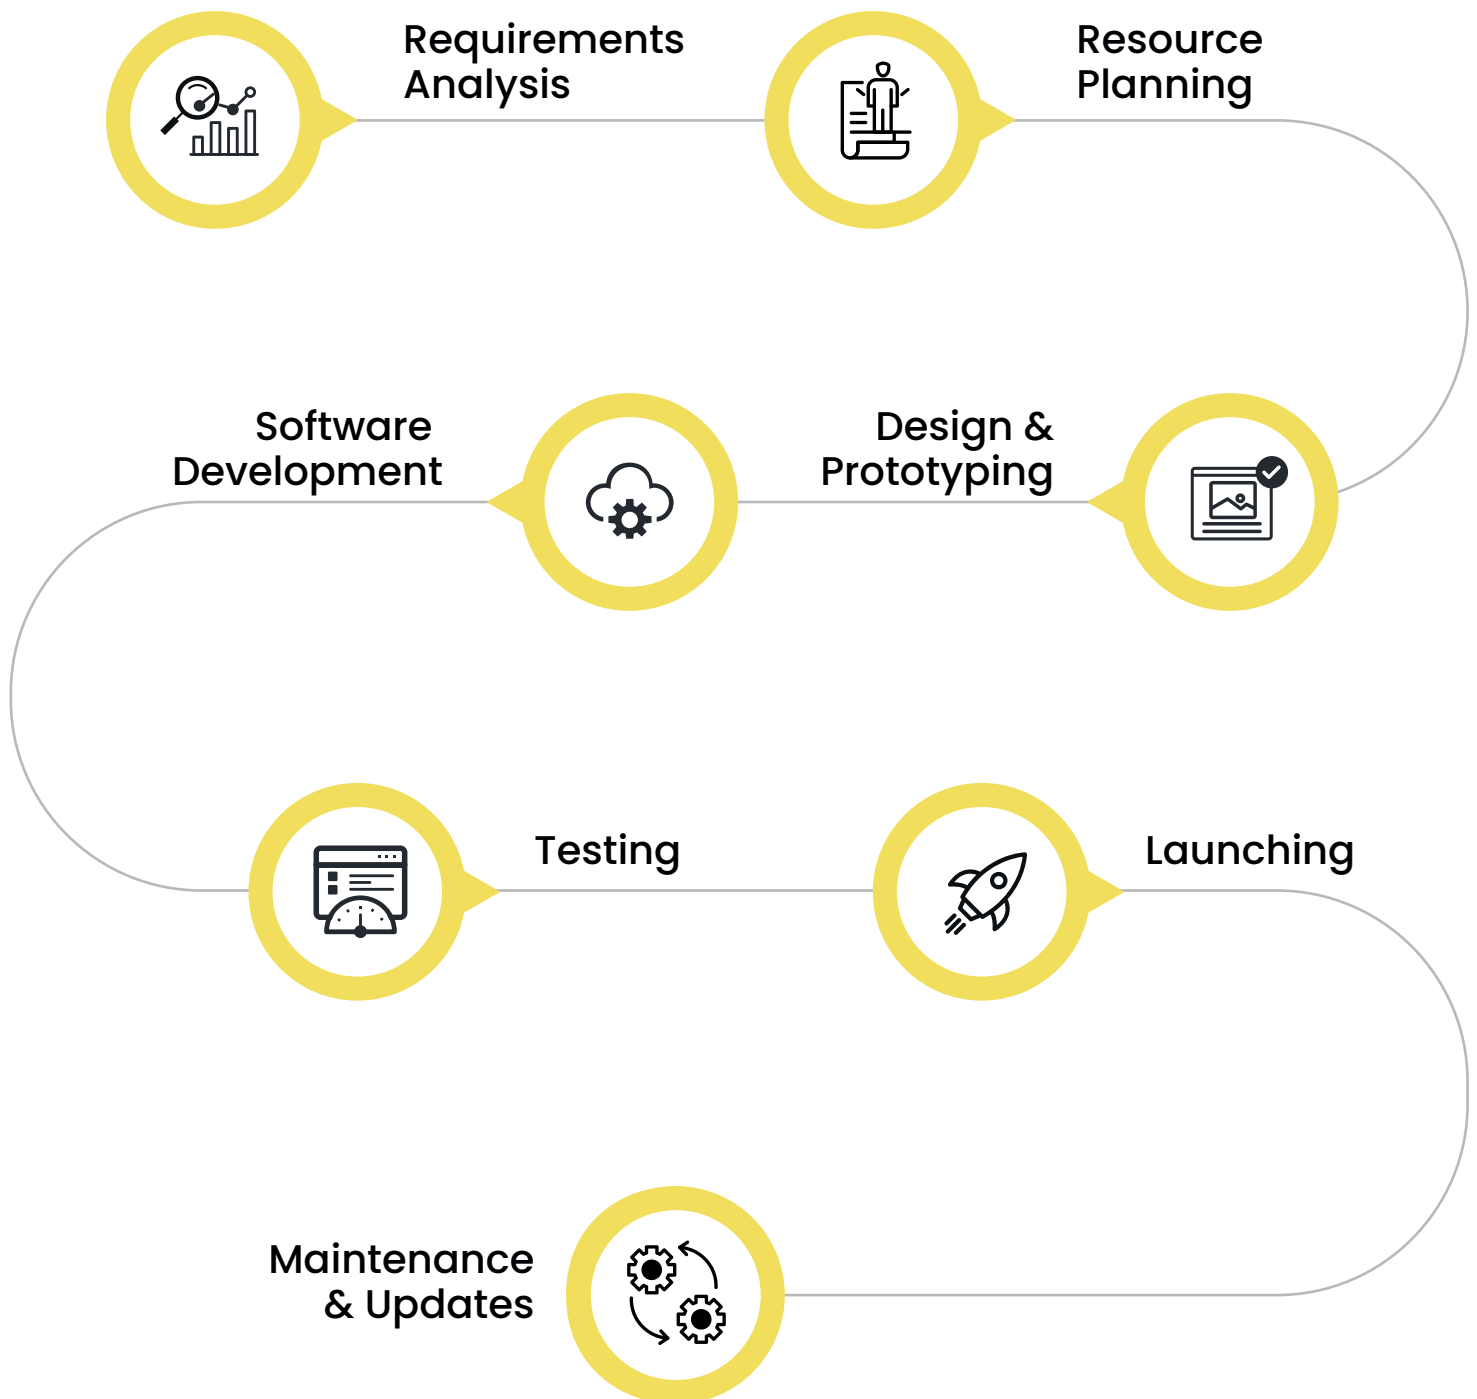 Requirements
Analysis
Resource
Planning
Design &
Prototyping
Software
Development
Testing
Launching
Maintenance
& Updates